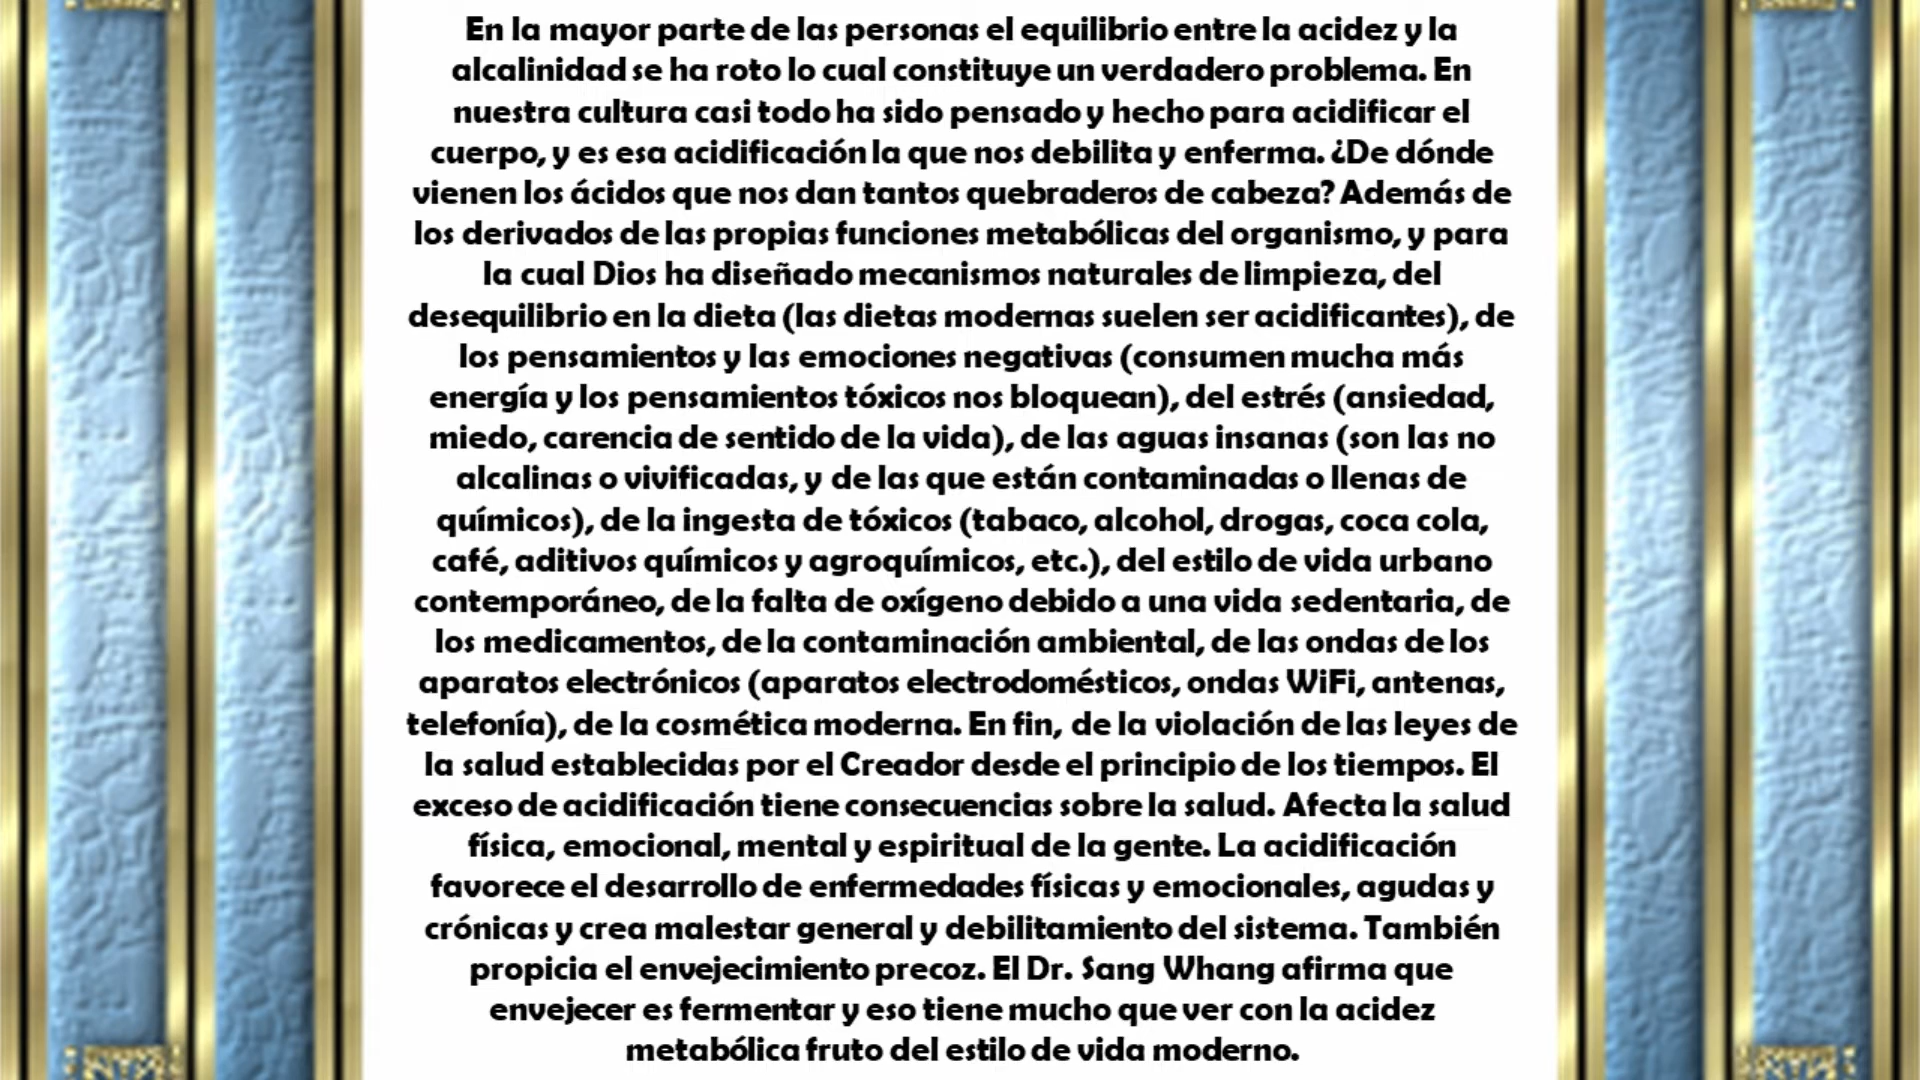 En la mayor parte de las personas el equilibrio entre la acidez y la
alcalinidad se ha roto lo cual constituye un verdadero problema. En
nuestra cultura casi todo ha sido pensado y hecho para acidificar el
cuerpo, y es esa acidificación la que nos debilita y enferma. ¿De dónde
vienen los ácidos que nos dan tantos quebraderos de cabeza? Además de
los derivados de las propias funciones metabólicas del organismo, y para
la cual Dios ha diseñado mecanismos naturales de limpieza, del
desequilibrio en la dieta (las dietas modernas suelen ser acidificantes), de
los pensamientos y las emociones negativas (consumen mucha más
energía y los pensamientos tóxicos nos bloquean), del estrés (ansiedad,
miedo, carencia de sentido de la vida), de las aguas insanas (son las no
alcalinas o vivificadas, y de las que están contaminadas o llenas de
químicos), de la ingesta de tóxicos (tabaco, alcohol, drogas, coca cola,
café, aditivos químicos y agroquímicos, etc.), del estilo de vida urbano
contemporáneo, de la falta de oxígeno debido a una vida sedentaria, de
los medicamentos, de la contaminación ambiental, de las ondas de los
aparatos electrónicos (aparatos electrodomésticos, ondas WiFi, antenas,
telefonía), de la cosmética moderna. En fin, de la violación de las leyes de
la salud establecidas por el Creador desde el principio de los tiempos. El
exceso de acidificación tiene consecuencias sobre la salud. Afecta la salud
física, emocional, mental y espiritual de la gente. La acidificación
favorece el desarrollo de enfermedades físicas y emocionales, agudas y
crónicas y crea malestar general y debilitamiento del sistema. También
propicia el envejecimiento precoz. El Dr. Sang Whang afirma que
envejecer es fermentar y eso tiene mucho que ver con la acidez
metabólica fruto del estilo de vida moderno.